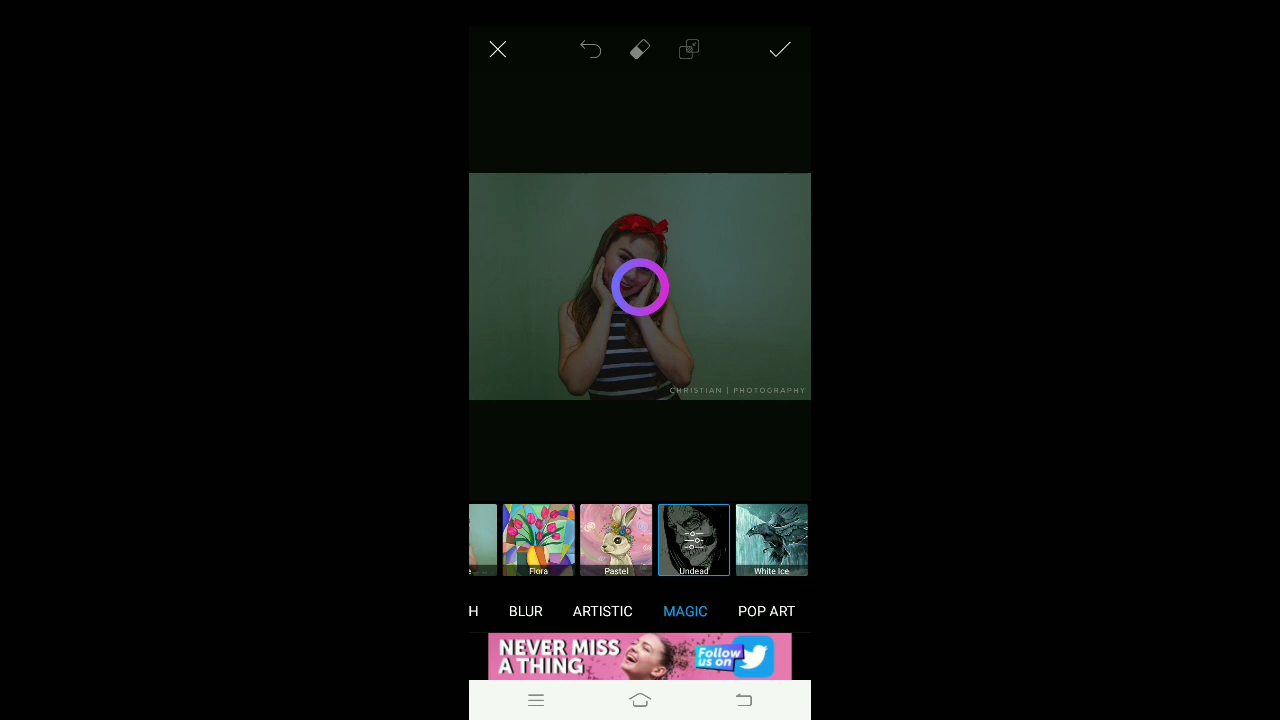 CHRISTIAN | PHOTOGRAPHY
Flora
Pastel
Undead
White Ice
H
BLUR
ARTISTIC
MAGIC
POP ART
NEVER MISS
A THING
Follow
us on